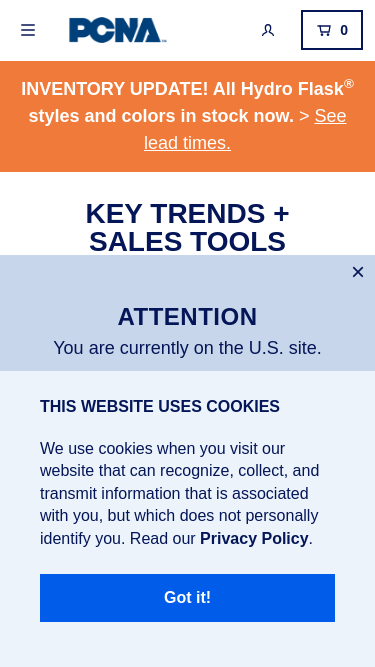 PCNA
0
INVENTORY UPDATE! All Hydro Flask®
styles and colors in stock now. > See
lead times.
KEY TRENDS +
SALES TOOLS
×
ATTENTION
You are currently on the U.S. site.
THIS WEBSITE USES COOKIES
We use cookies when you visit our
website that can recognize, collect, and
transmit information that is associated
with you, but which does not personally
identify you. Read our Privacy Policy.
Got it!